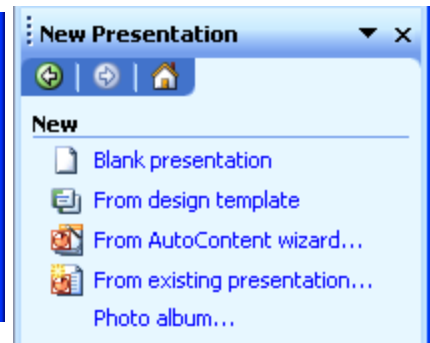 New Presentation
New
Blank presentation
From design template
From AutoContent wizard...
From existing presentation...
Photo album...